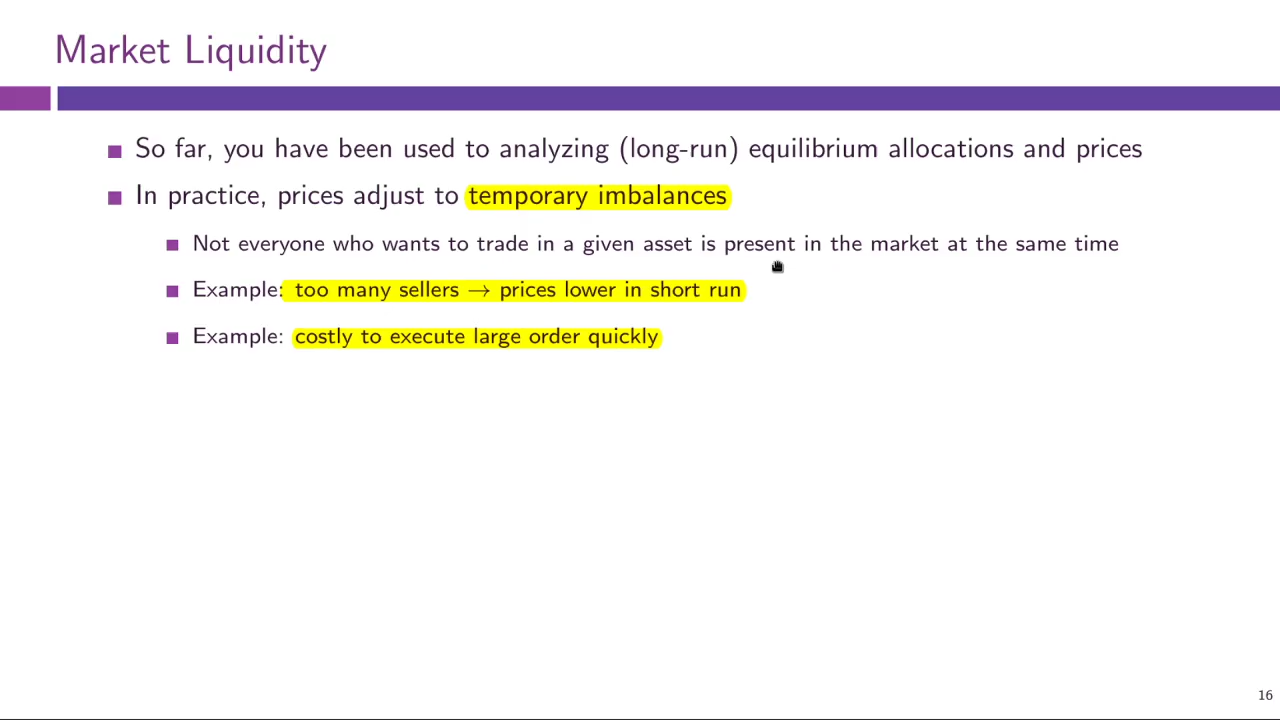 Market Liquidity
So far, you have been used to analyzing (long-run) equilibrium allocations and prices
In practice, prices adjust to temporary imbalances
Not everyone who wants to trade in a given asset is present in the market at the same time
Example: too many sellers → prices lower in short run
Example: costly to execute large order quickly
16